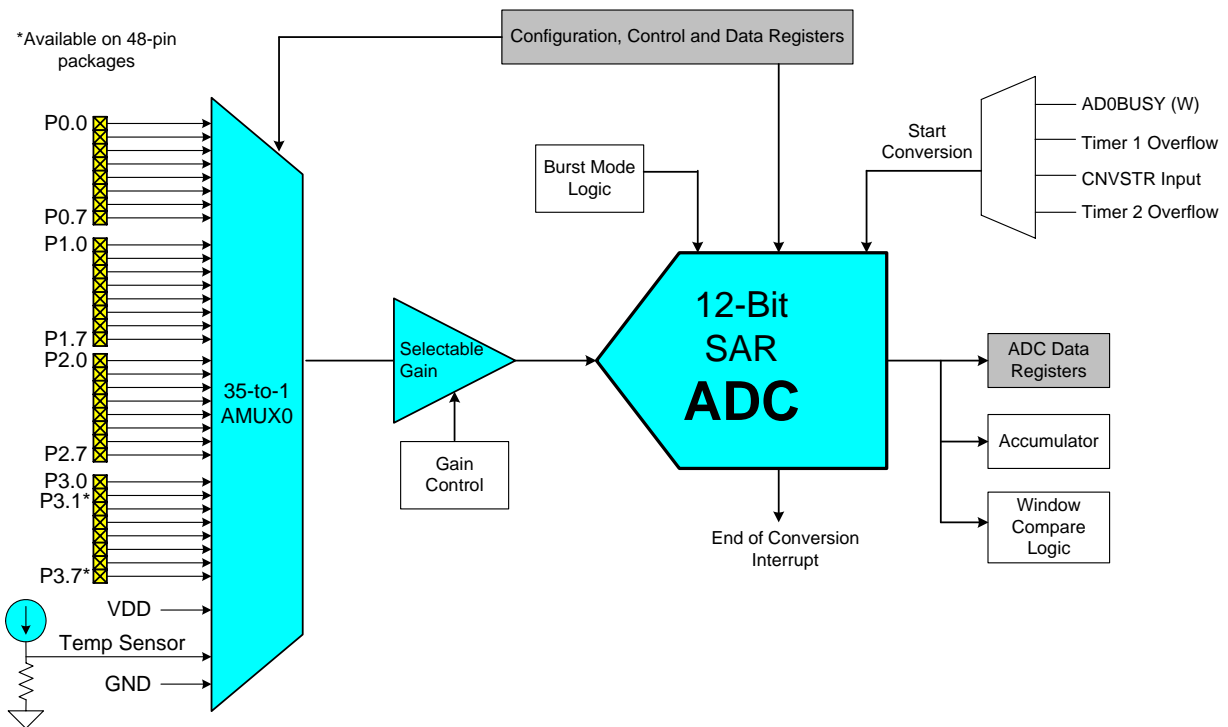 *Available on 48-pin
packages
Configuration, Control and Data Registers
P0.0
P0.7
P1.0
P1.7
P2.0
P2.7
P3.0
P3.1*
P3.7*
VDD
Temp Sensor
GND
35-to-1
AMUX0
Selectable
Gain
Gain
Control
Burst Mode
Logic
Start
Conversion
AD0BUSY (W)
Timer 1 Overflow
CNVSTR Input
Timer 2 Overflow
12-Bit
SAR
ADC
End of Conversion
Interrupt
ADC Data
Registers
Accumulator
Window
Compare
Logic